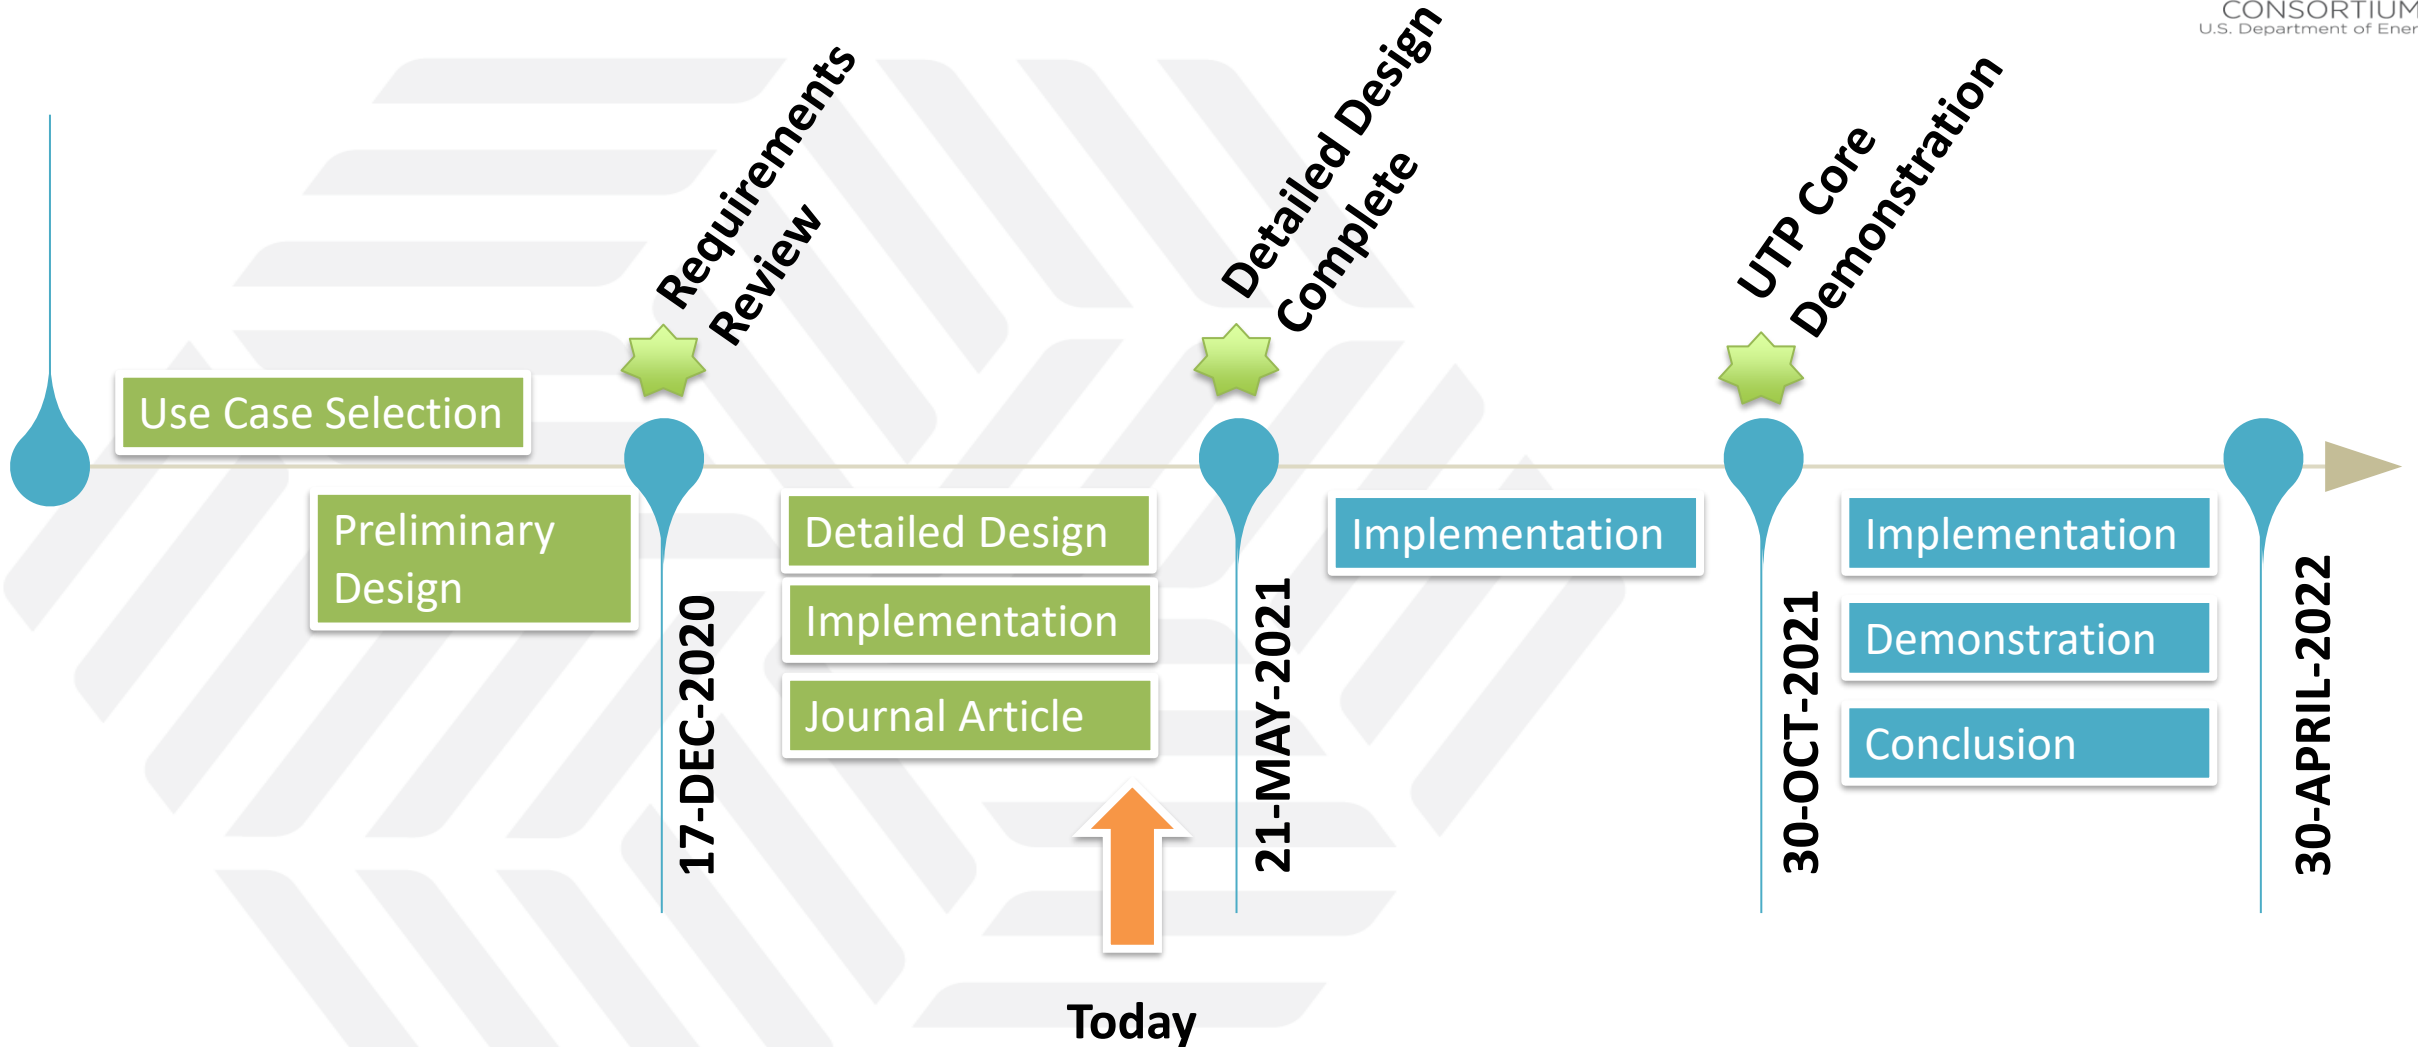 CONSORTIUM
U.S. Department of Ener
Requirements
Review
Detailed Design
Complete
UTP Core
Demonstration
Use Case Selection
Preliminary
Design
17-DEC-2020
Detailed Design
Implementation
Journal Article
21-MAY-2021
Implementation
30-OCT-2021
Implementation
Demonstration
Conclusion
30-APRIL-2022
Today